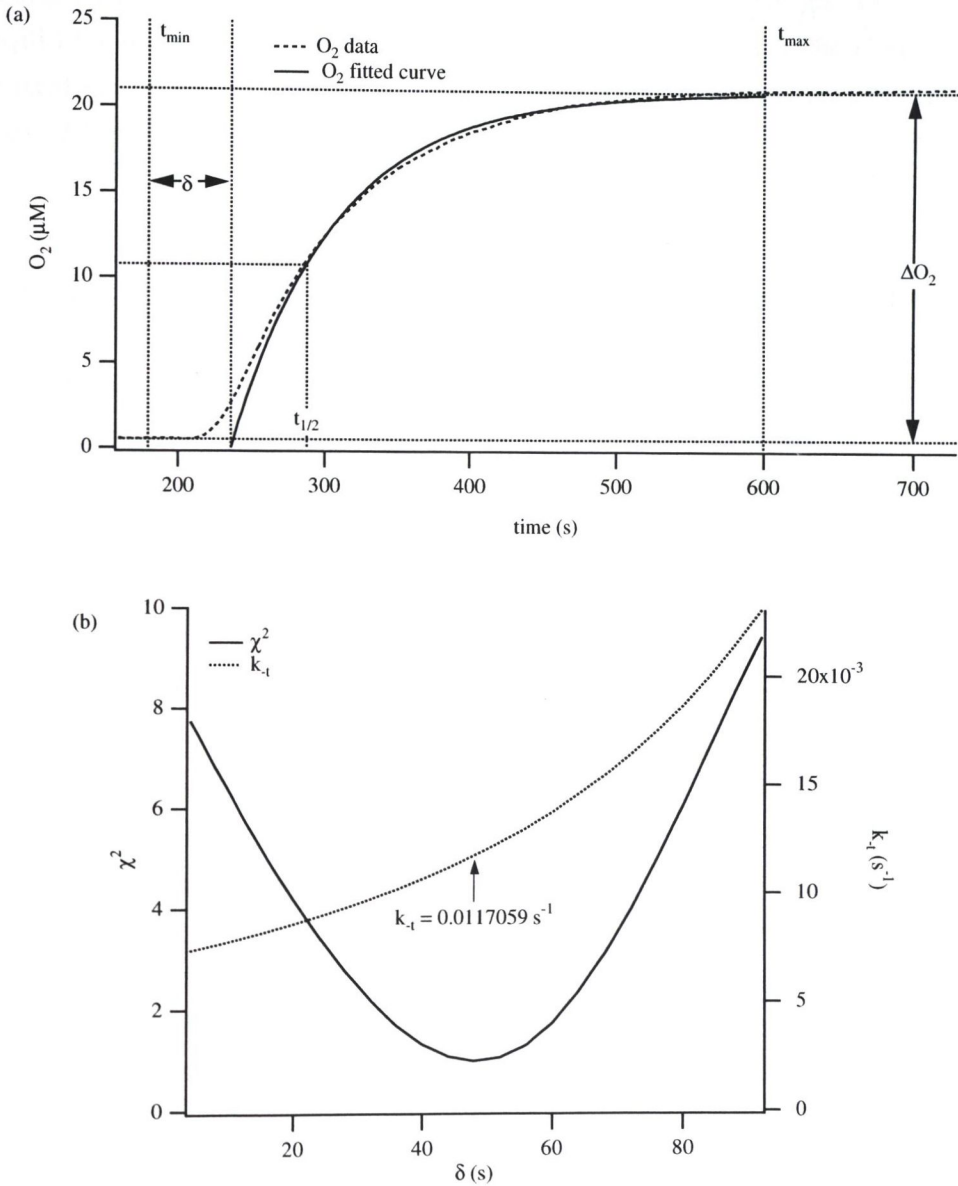 (a)
25
20
15
10
5
0
O₂ (μM)
t_min
t_max
O₂ data
O₂ fitted curve
δ
t_1/2
ΔO₂
200
300
400
500
600
700
time (s)
(b)
10
8
6
4
2
0
χ²
χ²
k_-t
k_-t = 0.0117059 s⁻¹
20x10⁻³
15
10
5
0
k_-t (s⁻¹)
20
40
60
80
δ (s)